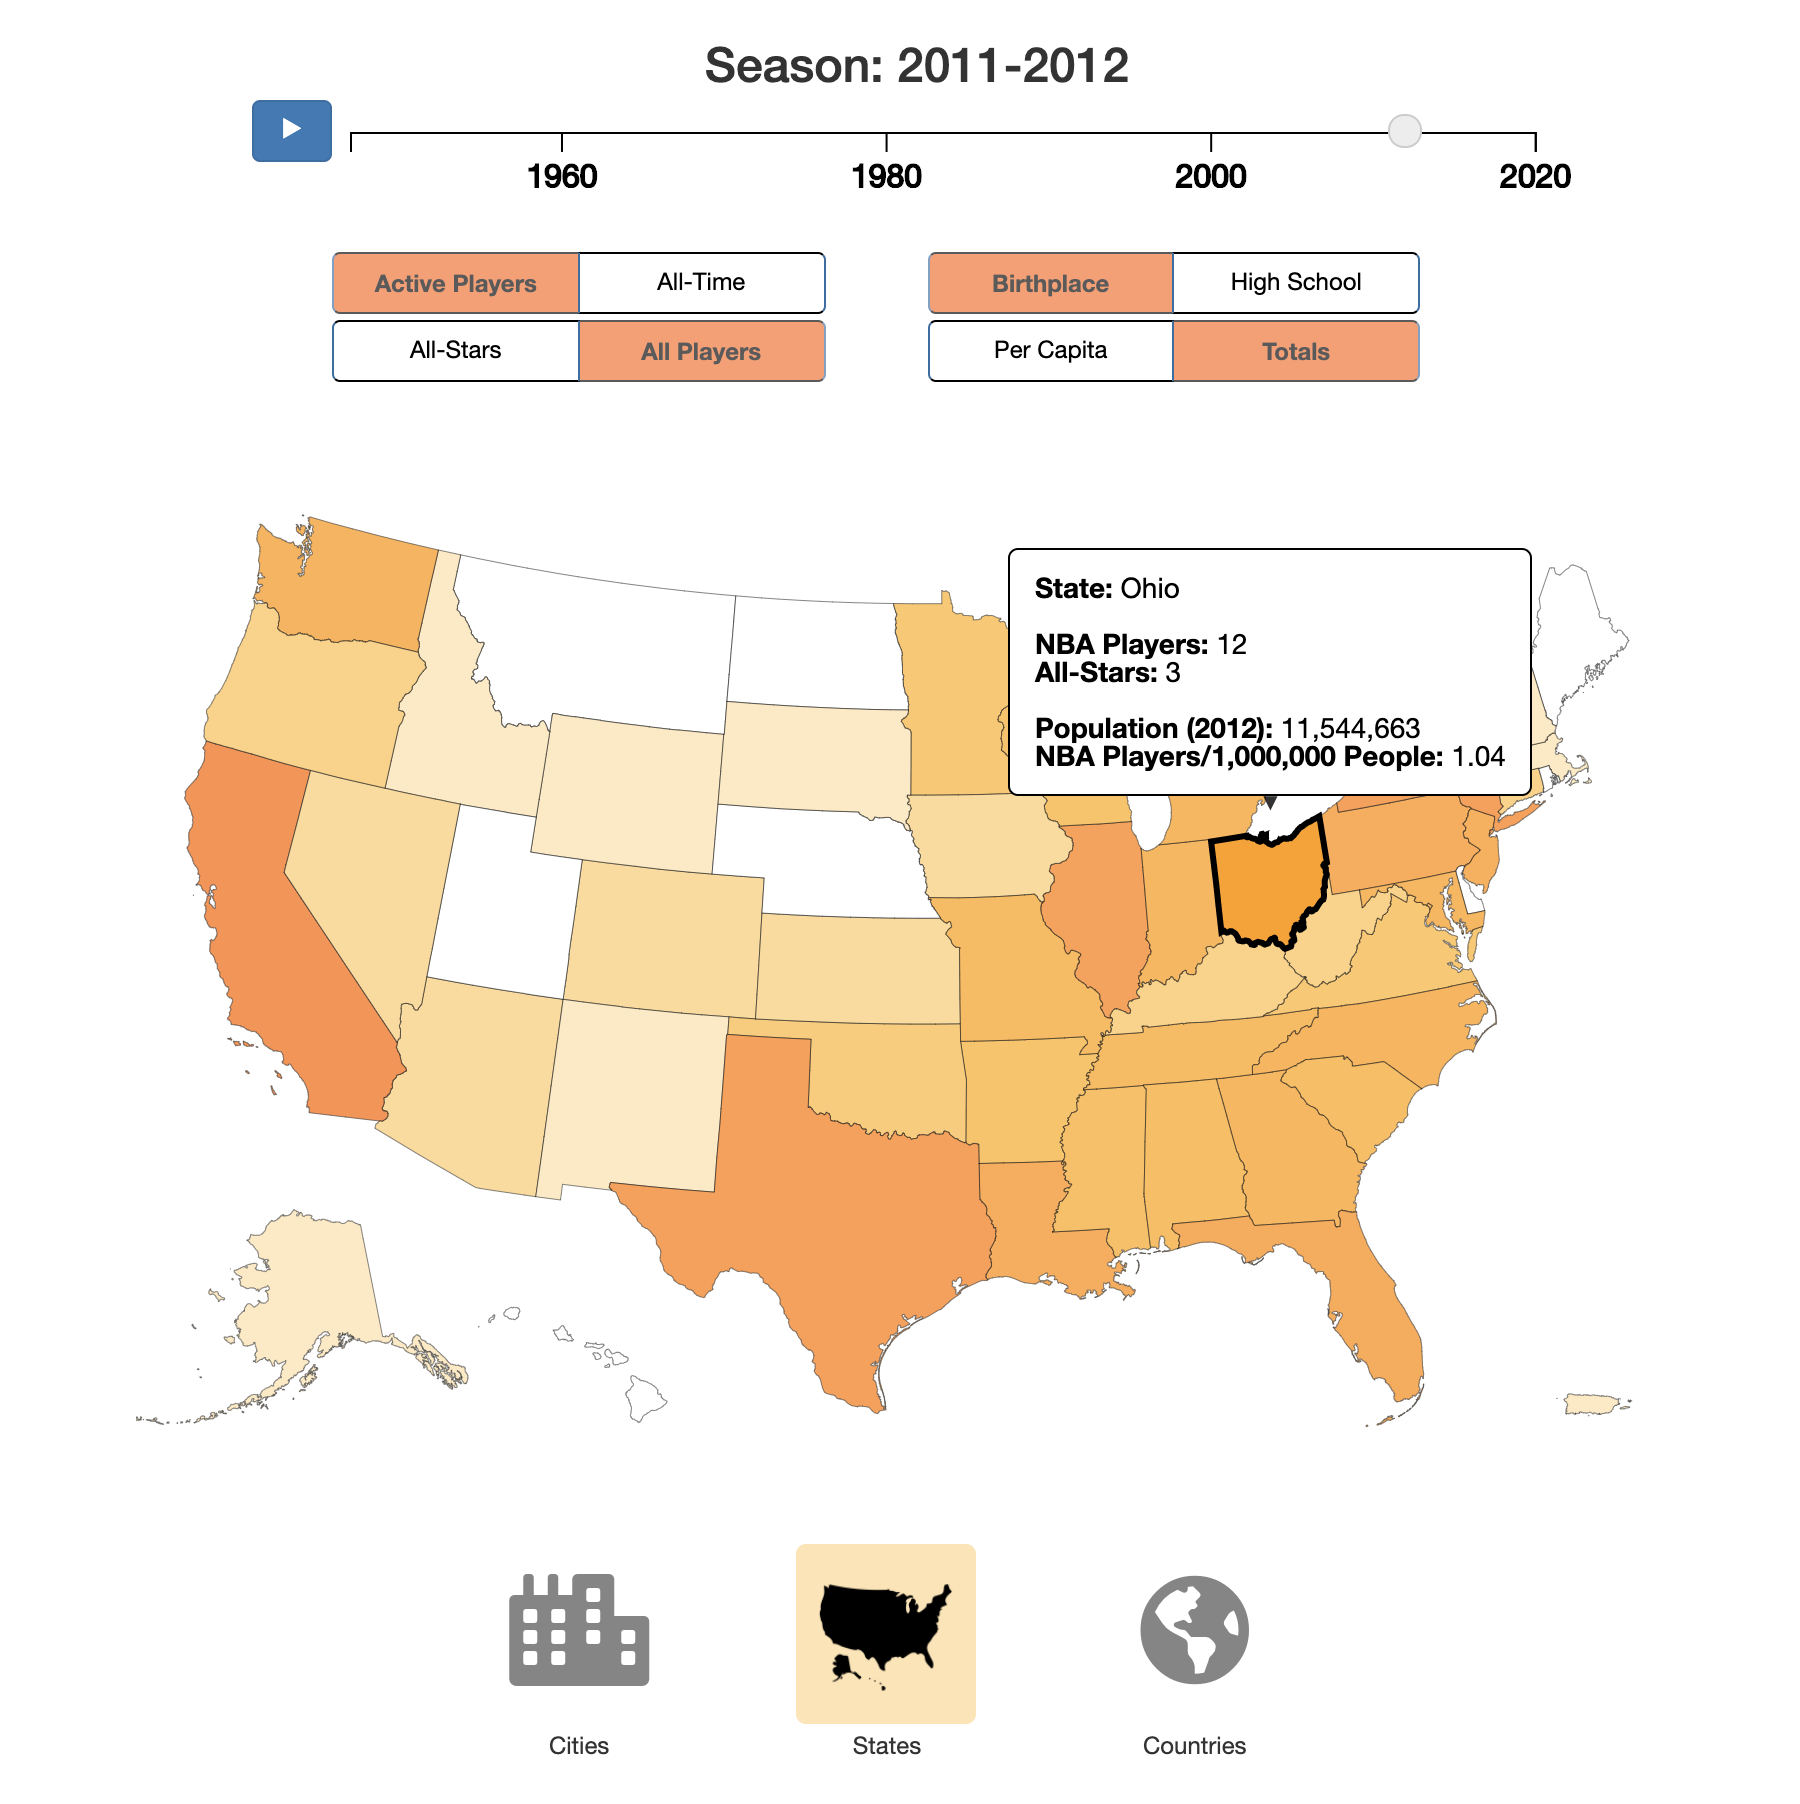 Season: 2011-2012
1960 1980 2000 2020
Active Players All-Time Birthplace High School
All-Stars All Players Per Capita Totals
State: Ohio
NBA Players: 12
All-Stars: 3
Population (2012): 11,544,663
NBA Players/1,000,000 People: 1.04
Cities States Countries